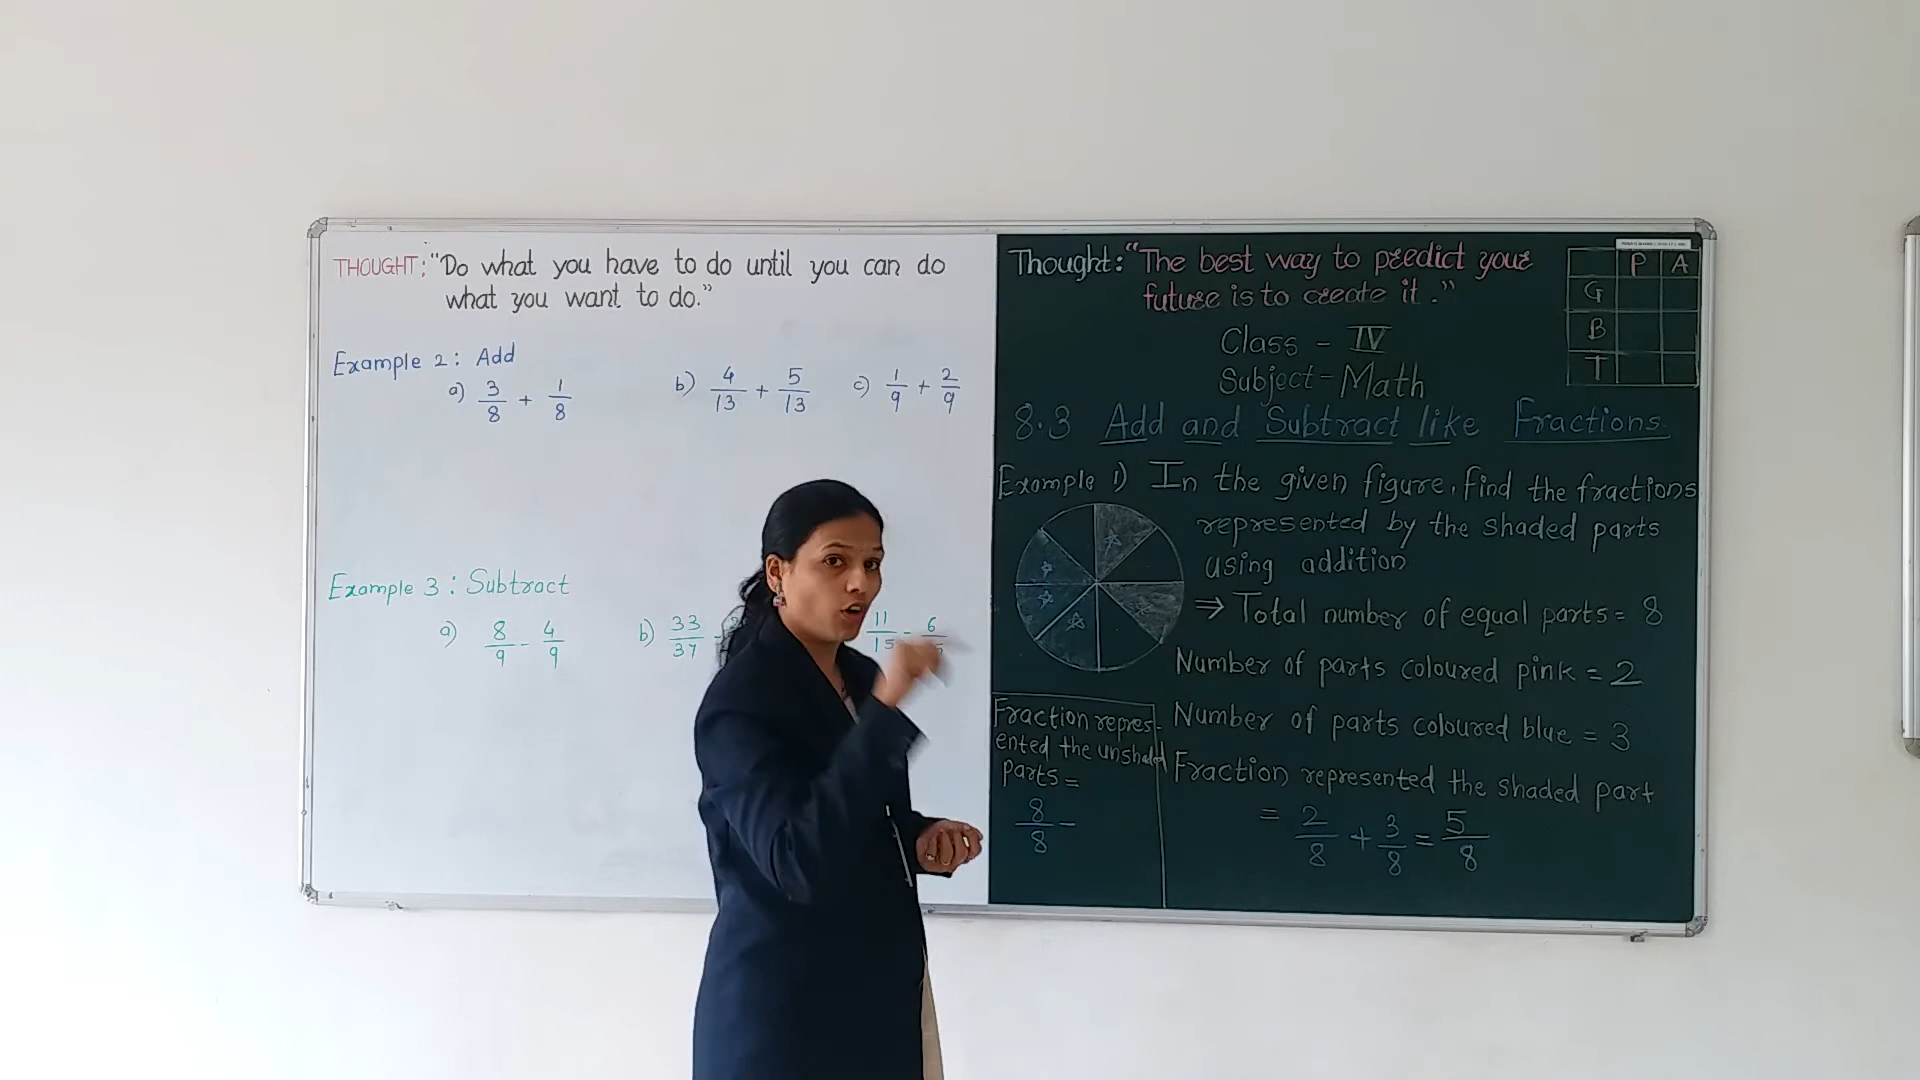 THOUGHT: "Do what you have to do until you can do
what you want to do."
Example 2: Add
a) 3/8 + 1/8 b) 4/13 + 5/13 c) 1/9 + 2/9
Example 3: Subtract
a) 8/9 - 4/9 b) 33/37 - 11/15 - 6
Thought: "The best way to predict your
future is to create it."
P A
G
B
T
Class - IV
Subject - Math
8.3 Add and Subtract like Fractions.
Example 1) In the given figure, find the fractions
represented by the shaded parts
using addition
⇒ Total number of equal parts = 8
Number of parts coloured pink = 2
Number of parts coloured blue = 3
Fraction represented the shaded part
= 2/8 + 3/8 = 5/8
Fraction repres-
ented the unshaded
parts =
8/8 -